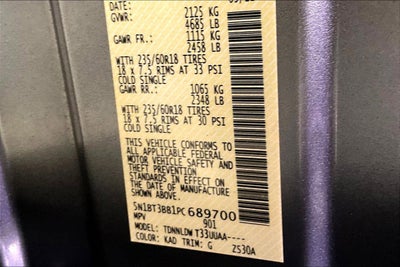 DATE:
GVWR: 2125 KG
4685 LB
GAWR FR.: 1115 KG
2458 LB
WITH 235/60R18 TIRES
18 x 7.5 RIMS AT 33 PSI
COLD SINGLE
GAWR RR.: 1065 KG
2348 LB
WITH 235/60R18 TIRES
18 x 7.5 RIMS AT 30 PSI
COLD SINGLE
THIS VEHICLE CONFORMS TO
ALL APPLICABLE FEDERAL
MOTOR VEHICLE SAFETY AND
THEFT PREVENTION
STANDARDS IN EFFECT ON
THE DATE OF MANUFACTURE
SHOWN ABOVE.
5N1BT3BB1PC689700
MPV 901
MODEL: TDNNLDW T33UUAA----
COLOR: KAD TRIM: G ZS30A